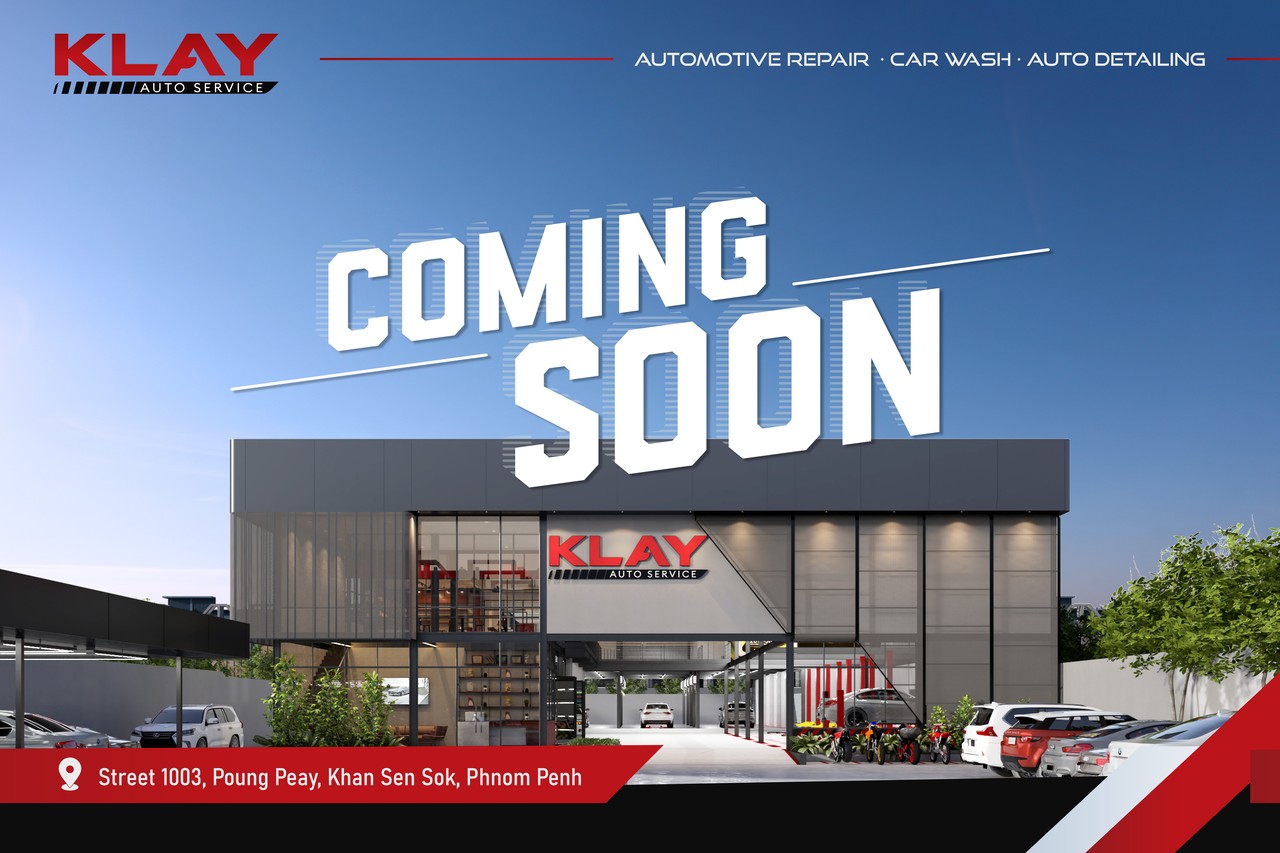 KLAY
AUTO SERVICE
AUTOMOTIVE REPAIR · CAR WASH · AUTO DETAILING
COMING
SOON
KLAY
AUTO SERVICE
Street 1003, Poung Peay, Khan Sen Sok, Phnom Penh